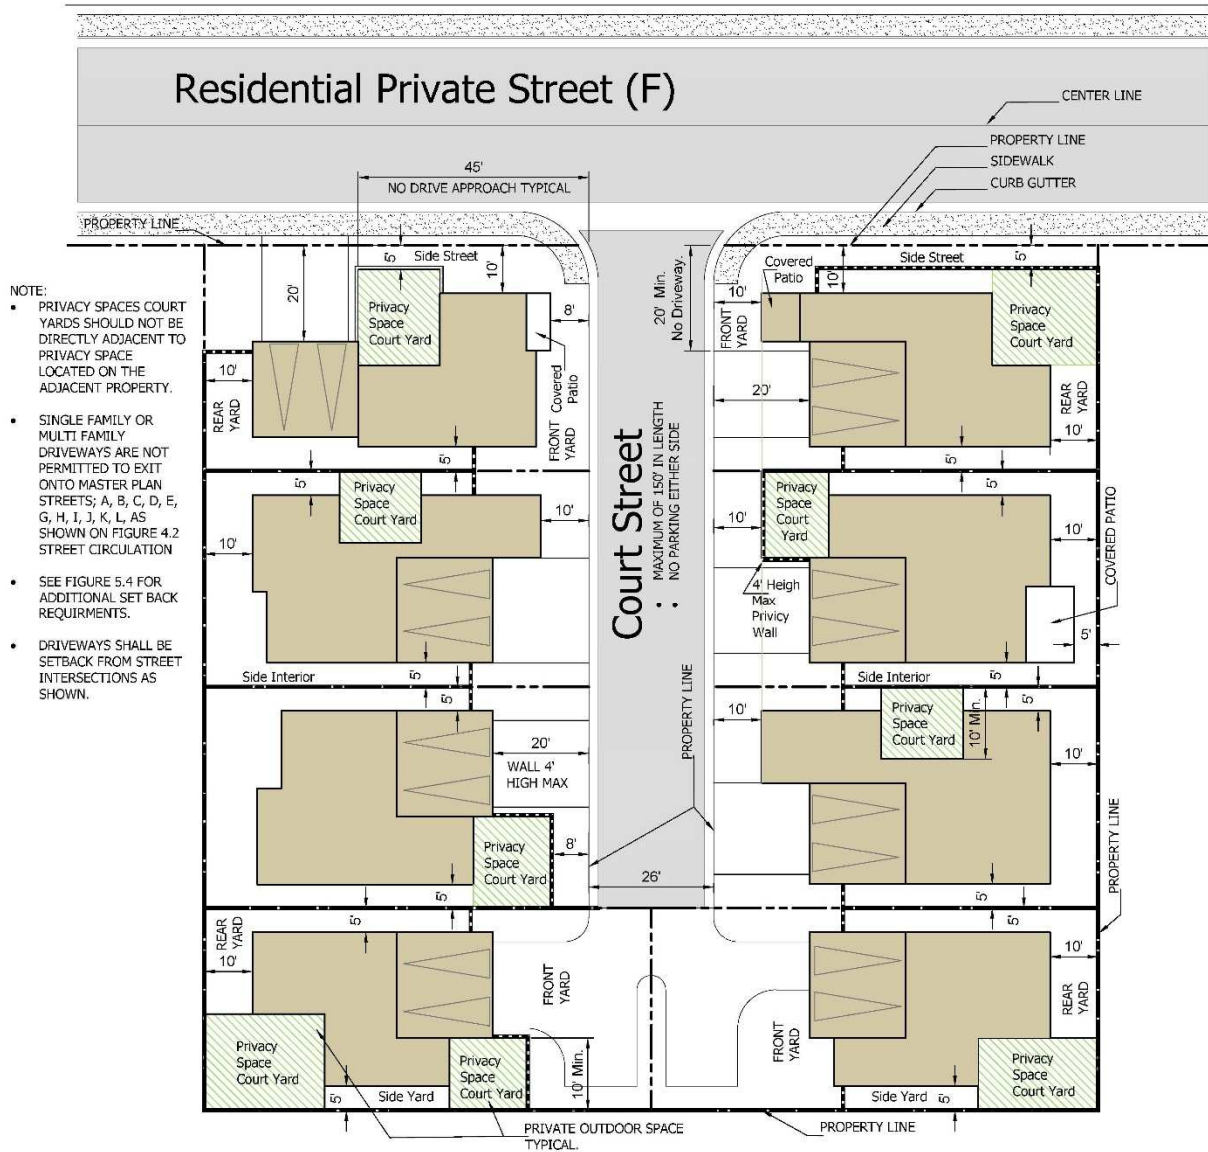 Residential Private Street (F)
CENTER LINE
PROPERTY LINE
SIDEWALK
CURB GUTTER
45'
NO DRIVE APPROACH TYPICAL
PROPERTY LINE
5'
Side Street
10'
20'
Privacy
Space
Court Yard
8'
Covered
Patio
FRONT
YARD
10'
REAR
YARD
5'
20' Min.
No Driveway.
10'
FRONT
YARD
Covered
Patio
10'
Side Street
5'
Privacy
Space
Court Yard
20'
10'
REAR
YARD
5'
NOTE:
• PRIVACY SPACES COURT
YARDS SHOULD NOT BE
DIRECTLY ADJACENT TO
PRIVACY SPACE
LOCATED ON THE
ADJACENT PROPERTY.
• SINGLE FAMILY OR
MULTI FAMILY
DRIVEWAYS ARE NOT
PERMITTED TO EXIT
ONTO MASTER PLAN
STREETS; A, B, C, D, E,
G, H, I, J, K, L, AS
SHOWN ON FIGURE 4.2
STREET CIRCULATION
• SEE FIGURE 5.4 FOR
ADDITIONAL SET BACK
REQUIRMENTS.
• DRIVEWAYS SHALL BE
SETBACK FROM STREET
INTERSECTIONS AS
SHOWN.
Court Street
: MAXIMUM OF 150' IN LENGTH
: NO PARKING EITHER SIDE
5'
Privacy
Space
Court Yard
10'
10'
5'
Side Interior
10'
Privacy
Space
Court
Yard
4' Heigh
Max
Privicy
Wall
5'
10'
COVERED PATIO
5'
5'
Side Interior
PROPERTY LINE
5'
20'
WALL 4'
HIGH MAX
Privacy
Space
Court Yard
8'
5'
26'
10'
Privacy
Space
Court Yard
10' Min.
5'
10'
5'
PROPERTY LINE
REAR
YARD
10'
5'
FRONT
YARD
Privacy
Space
Court Yard
Privacy
Space
Court Yard
10' Min.
5'
Side Yard
5'
10'
REAR
YARD
FRONT
YARD
Privacy
Space
Court Yard
Side Yard
5'
PRIVATE OUTDOOR SPACE
TYPICAL.
PROPERTY LINE